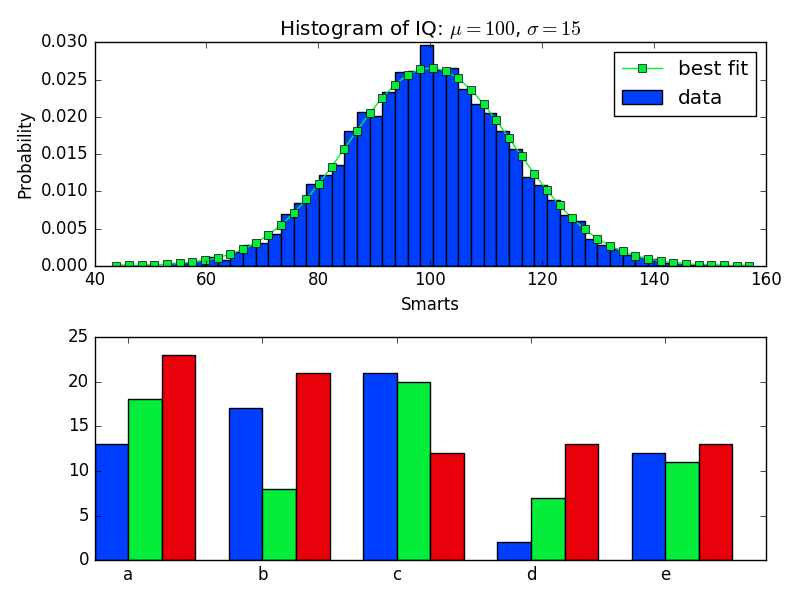 Histogram of IQ: μ = 100, σ = 15
0.030
0.025
0.020
0.015
0.010
0.005
0.000
Probability
best fit
data
40 60 80 100 120 140 160
Smarts
25
20
15
10
5
0
a b c d e